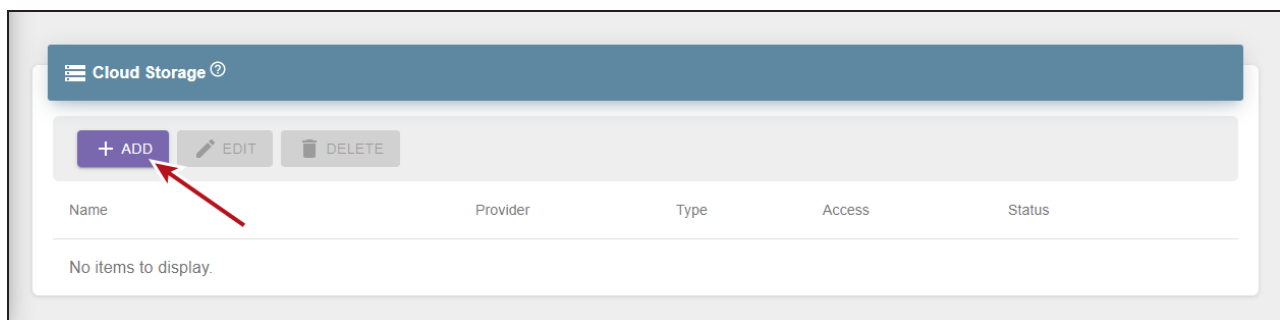 Cloud Storage
ADD EDIT DELETE
Name Provider Type Access Status
No items to display.